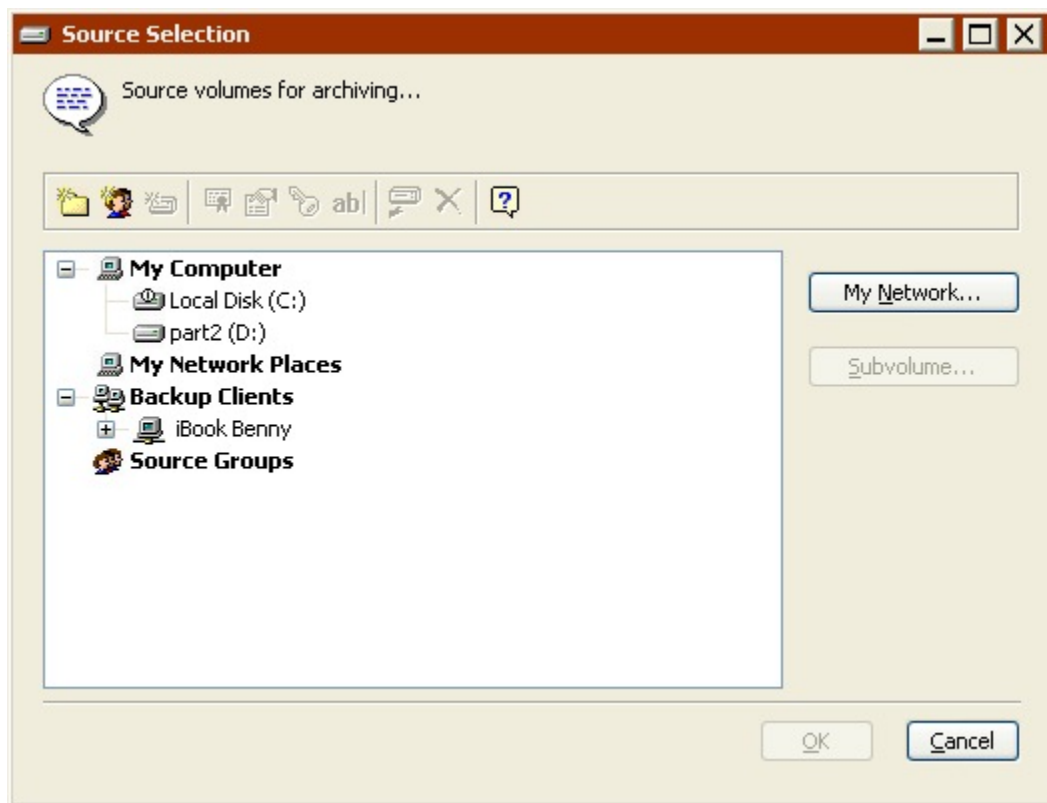 Source Selection
Source volumes for archiving...
ab|
My Computer
Local Disk (C:)
part2 (D:)
My Network Places
Backup Clients
iBook Benny
Source Groups
My Network...
Subvolume...
OK
Cancel